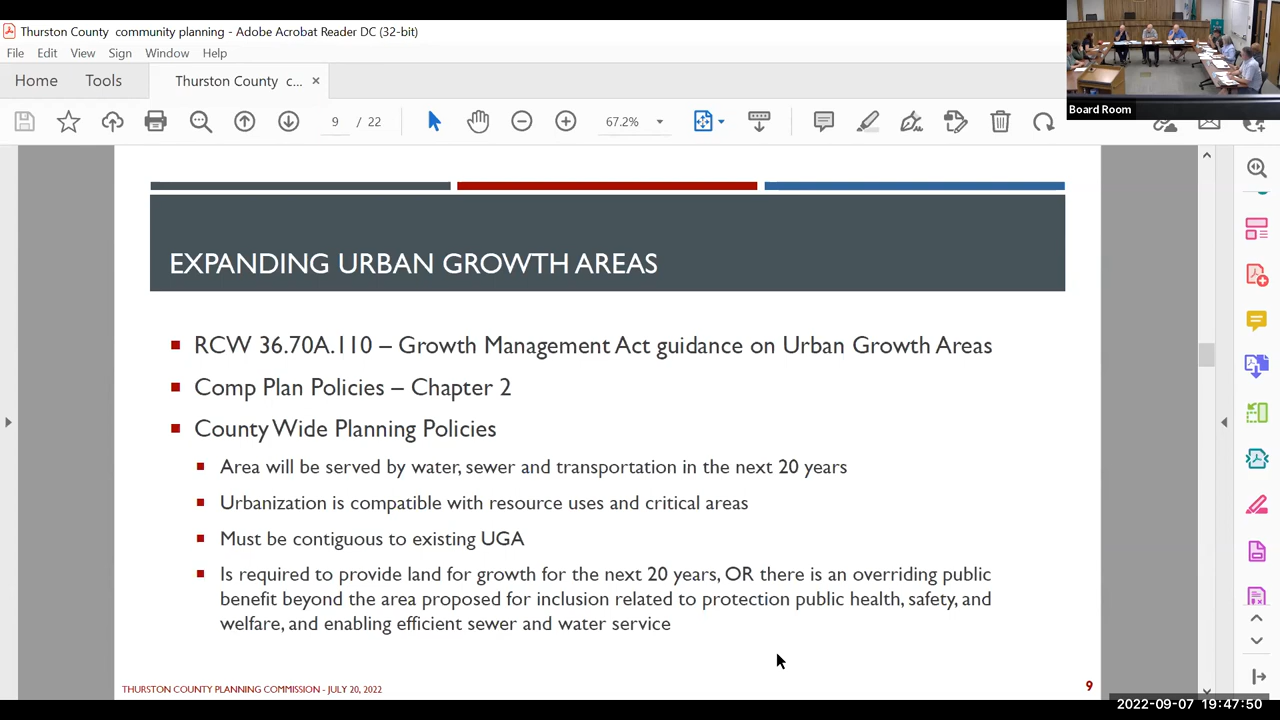 Thurston County community planning - Adobe Acrobat Reader DC (32-bit)
File Edit View Sign Window Help
Home Tools Thurston County c... ×
9 / 22 67.2%
Board Room
EXPANDING URBAN GROWTH AREAS
RCW 36.70A.110 – Growth Management Act guidance on Urban Growth Areas
Comp Plan Policies – Chapter 2
County Wide Planning Policies
Area will be served by water, sewer and transportation in the next 20 years
Urbanization is compatible with resource uses and critical areas
Must be contiguous to existing UGA
Is required to provide land for growth for the next 20 years, OR there is an overriding public
benefit beyond the area proposed for inclusion related to protection public health, safety, and
welfare, and enabling efficient sewer and water service
THURSTON COUNTY PLANNING COMMISSION - JULY 20, 2022
9
2022-09-07 19:47:50